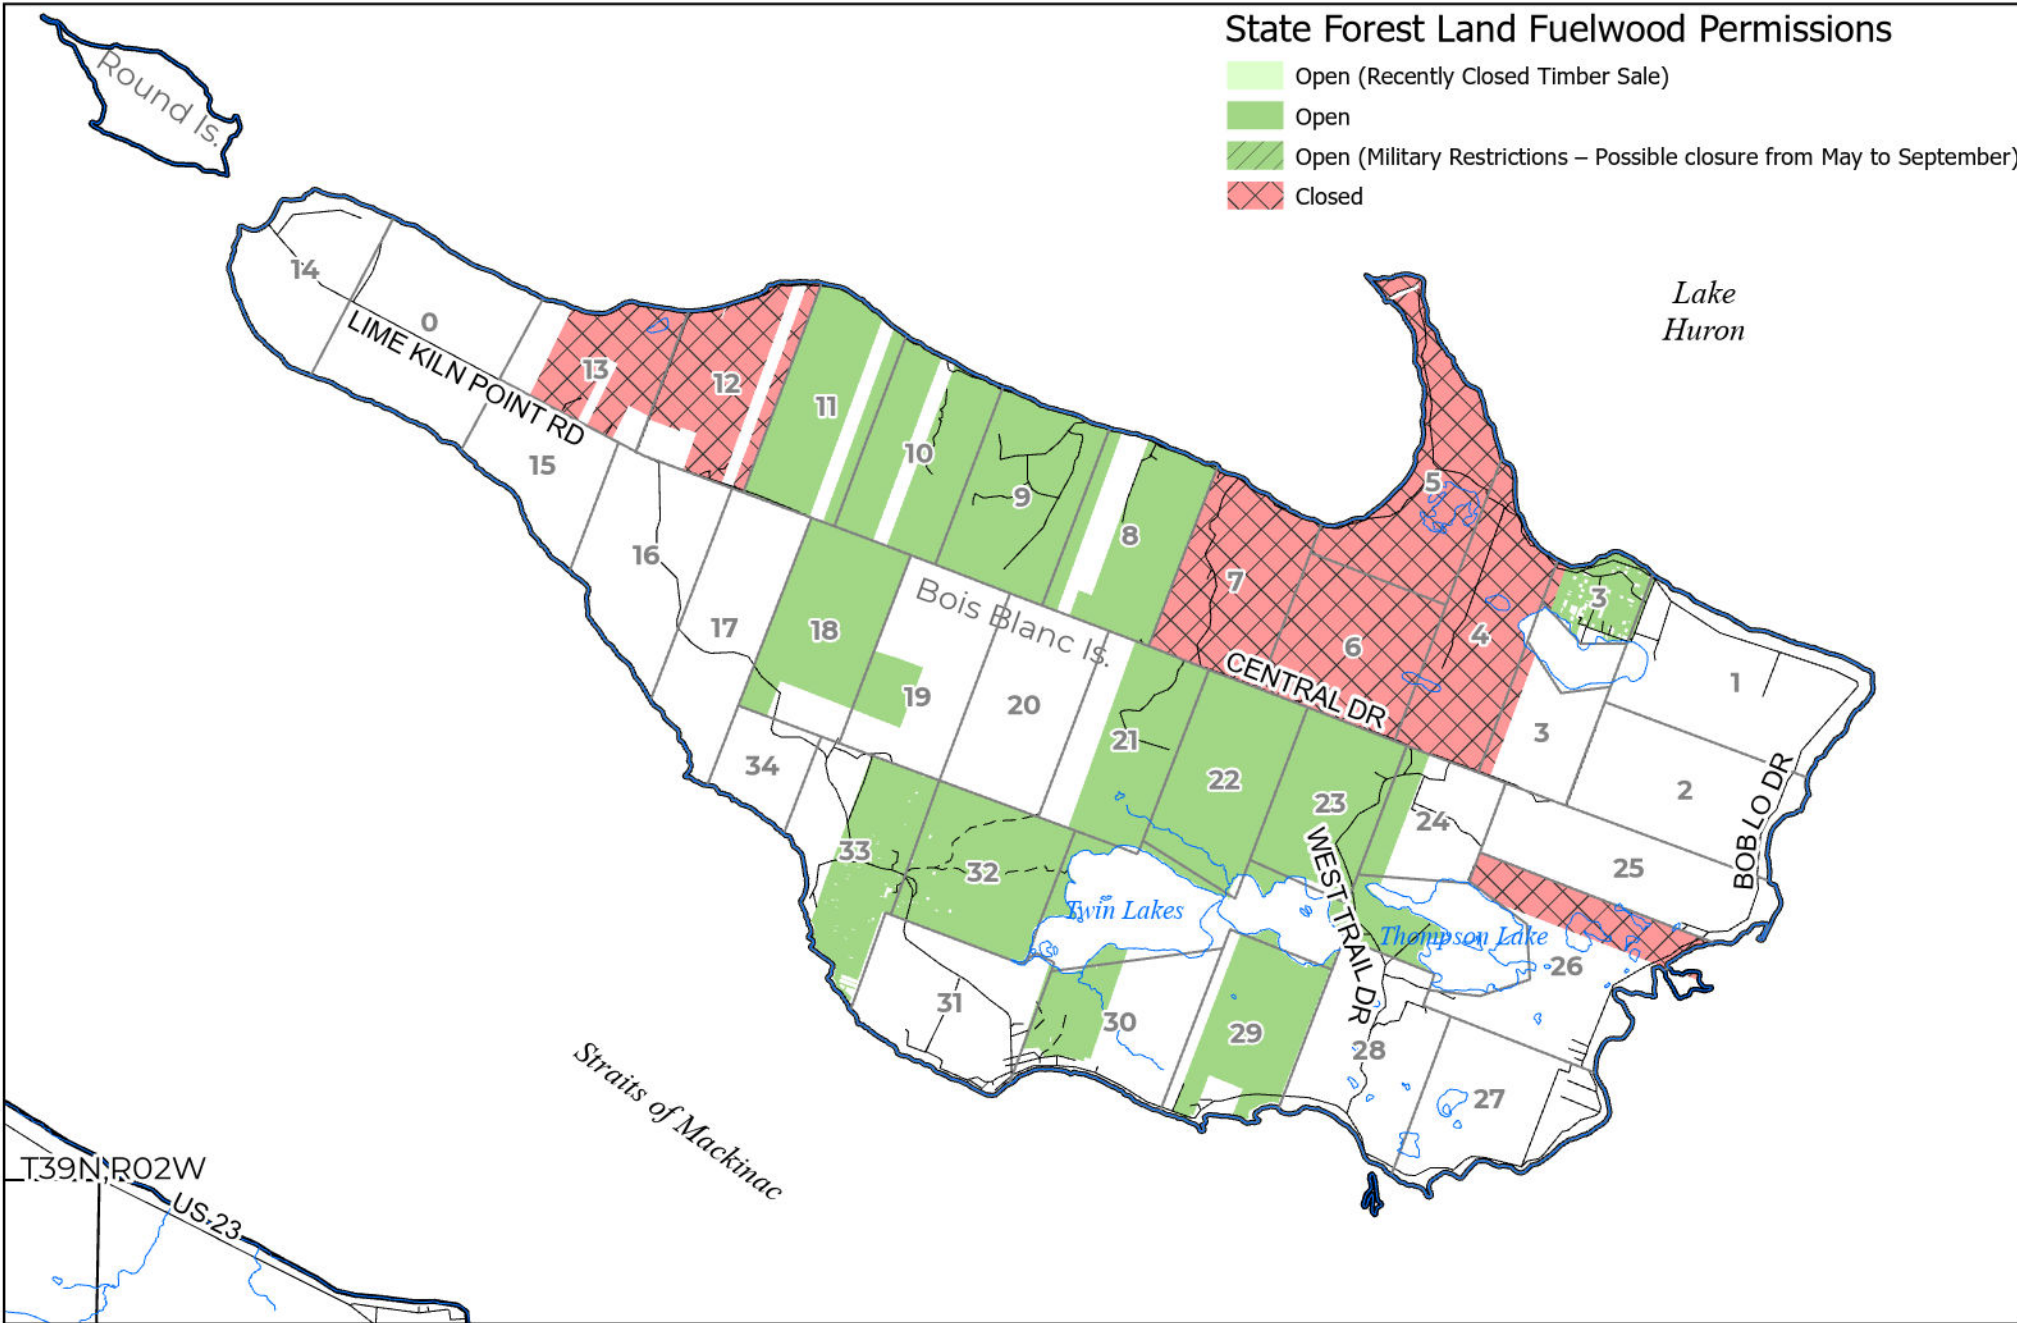 State Forest Land Fuelwood Permissions
Open (Recently Closed Timber Sale)
Open
Open (Military Restrictions – Possible closure from May to September)
Closed
Round Is.
Lake
Huron
14
0
LIME KILN POINT RD
13
12
11
10
9
8
15
16
17
18
19
20
Bois Blanc Is.
7
6
5
4
3
CENTRAL DR
1
2
3
BOB LO DR
21
22
23
24
25
34
33
32
Twin Lakes
WEST TRAIL DR
Thompson Lake
26
31
30
29
28
27
Straits of Mackinac
T39N,R02W
US 23